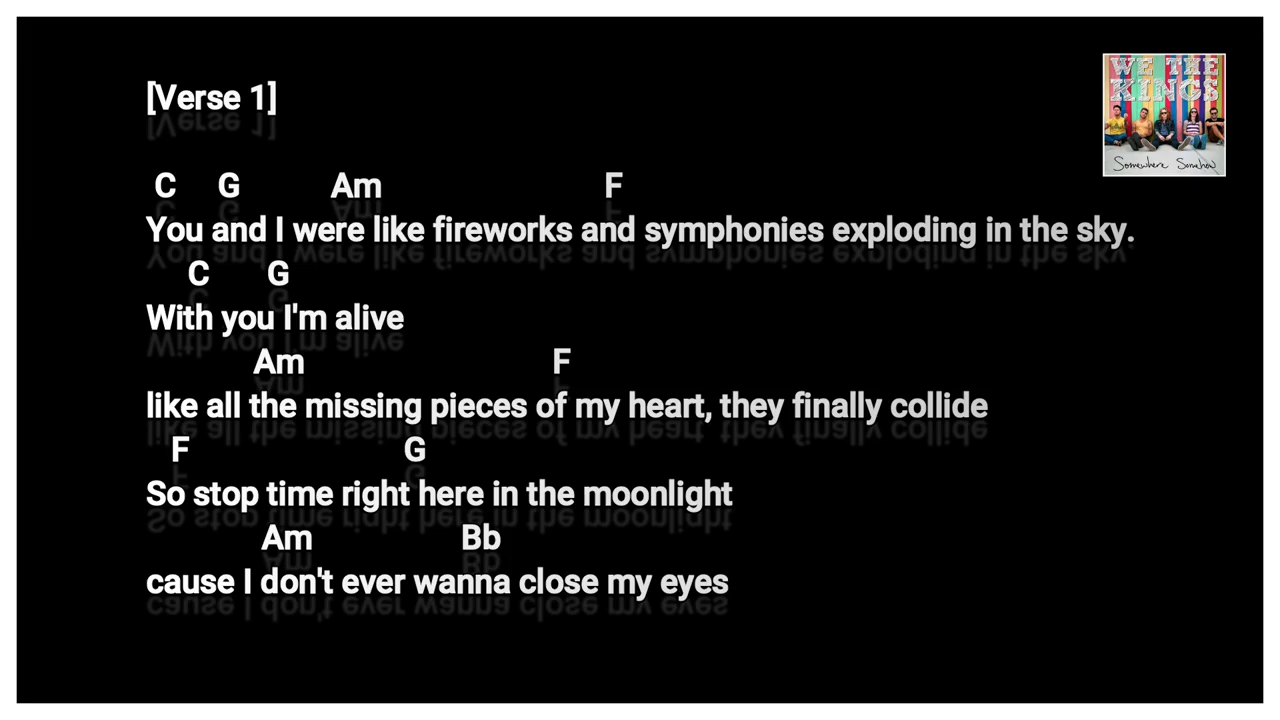 WE THE
KINGS
Somewhere Somehow
[Verse 1]
C G Am F
You and I were like fireworks and symphonies exploding in the sky.
C G
With you I'm alive
Am F
like all the missing pieces of my heart, they finally collide
F G
So stop time right here in the moonlight
Am Bb
cause I don't ever wanna close my eyes